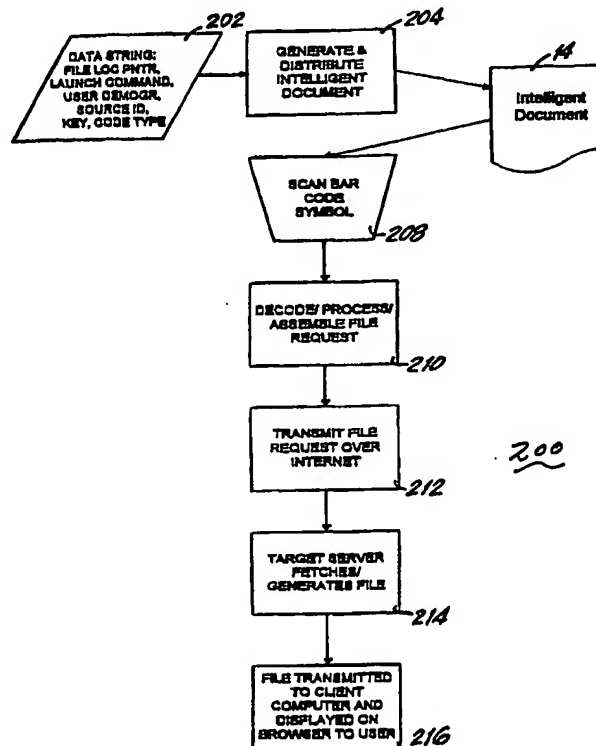 202
DATA STRING:
FILE LOC PNTR,
LAUNCH COMMAND,
USER DEMOGR,
SOURCE ID,
KEY, CODE TYPE
204
GENERATE &
DISTRIBUTE
INTELLIGENT
DOCUMENT
14
Intelligent
Document
SCAN BAR
CODE
SYMBOL
208
DECODE/ PROCESS/
ASSEMBLE FILE
REQUEST
210
TRANSMIT FILE
REQUEST OVER
INTERNET
212
200
TARGET SERVER
FETCHES/
GENERATES FILE
214
FILE TRANSMITTED
TO CLIENT
COMPUTER AND
DISPLAYED ON
BROWSER TO USER
216